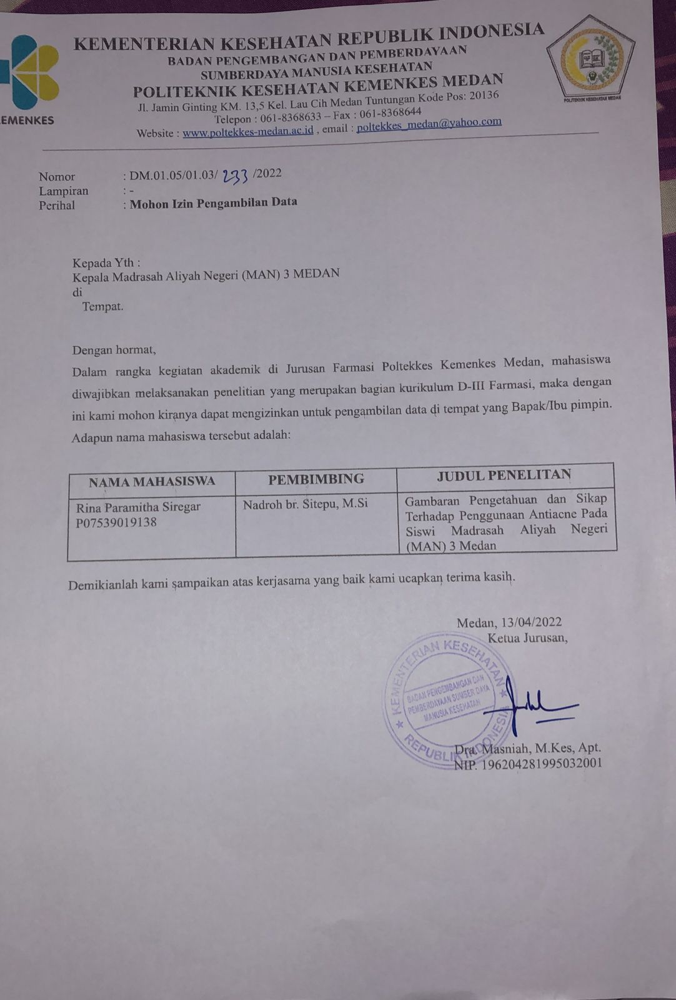 KEMENTERIAN KESEHATAN REPUBLIK INDONESIA
BADAN PENGEMBANGAN DAN PEMBERDAYAAN
SUMBERDAYA MANUSIA KESEHATAN
POLITEKNIK KESEHATAN KEMENKES MEDAN
Jl. Jamin Ginting KM. 13,5 Kel. Lau Cih Medan Tuntungan Kode Pos: 20136
Telepon : 061-8368633 – Fax : 061-8368644
Website : www.poltekkes-medan.ac.id , email : poltekkes_medan@yahoo.com
KEMENKES
POLITEKNIK KESEHATAN MEDAN
Nomor : DM.01.05/01.03/ 233 /2022
Lampiran : -
Perihal : Mohon Izin Pengambilan Data
Kepada Yth :
Kepala Madrasah Aliyah Negeri (MAN) 3 MEDAN
di
Tempat.
Dengan hormat,
Dalam rangka kegiatan akademik di Jurusan Farmasi Poltekkes Kemenkes Medan, mahasiswa
diwajibkan melaksanakan penelitian yang merupakan bagian kurikulum D-III Farmasi, maka dengan
ini kami mohon kiranya dapat mengizinkan untuk pengambilan data di tempat yang Bapak/Ibu pimpin.
Adapun nama mahasiswa tersebut adalah:
NAMA MAHASISWA PEMBIMBING JUDUL PENELITAN
Rina Paramitha Siregar Nadroh br. Sitepu, M.Si Gambaran Pengetahuan dan Sikap
P07539019138 Terhadap Penggunaan Antiacne Pada
Siswi Madrasah Aliyah Negeri
(MAN) 3 Medan
Demikianlah kami sampaikan atas kerjasama yang baik kami ucapkan terima kasih.
Medan, 13/04/2022
Ketua Jurusan,
KEMENTERIAN KESEHATAN
BADAN PENGEMBANGAN DAN
PEMBERDAYAAN SUMBER DAYA
MANUSIA KESEHATAN
REPUBLIK INDONESIA
Dra. Masniah, M.Kes, Apt.
NIP. 196204281995032001